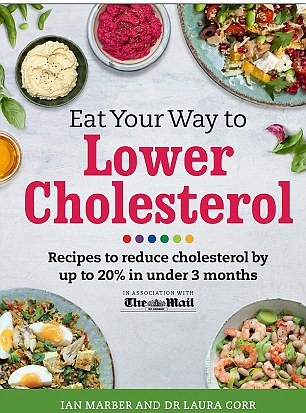 Eat Your Way to
Lower
Cholesterol
Recipes to reduce cholesterol by
up to 20% in under 3 months
IN ASSOCIATION WITH
The Mail
IAN MARBER AND DR LAURA CORR